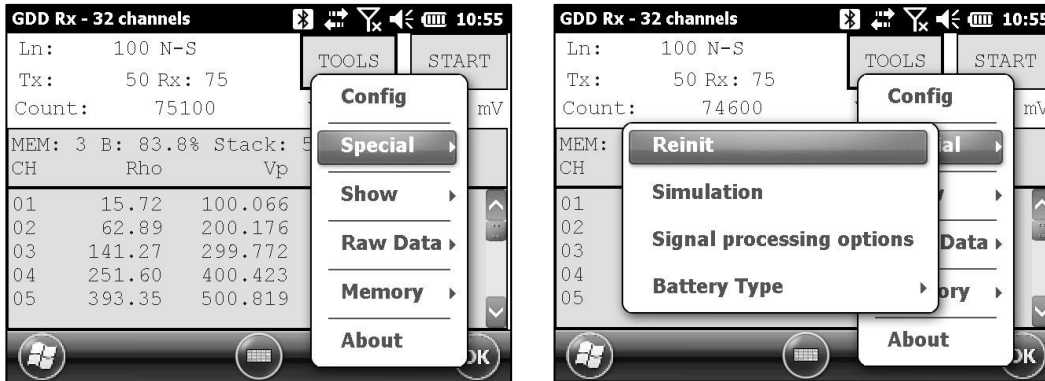 GDD Rx - 32 channels 10:55
Ln: 100 N-S
TOOLS START
Tx: 50 Rx: 75
Count: 75100 mV
MEM: 3 B: 83.8% Stack: 5
CH Rho Vp
01 15.72 100.066
02 62.89 200.176
03 141.27 299.772
04 251.60 400.423
05 393.35 500.819
Config
Special
Show
Raw Data
Memory
About
OK
GDD Rx - 32 channels 10:55
Ln: 100 N-S
TOOLS START
Tx: 50 Rx: 75
Count: 74600 mV
MEM:
CH
01
02
03
04
05
Reinit
Simulation
Signal processing options
Battery Type
Config
ial
Data
ory
About
OK